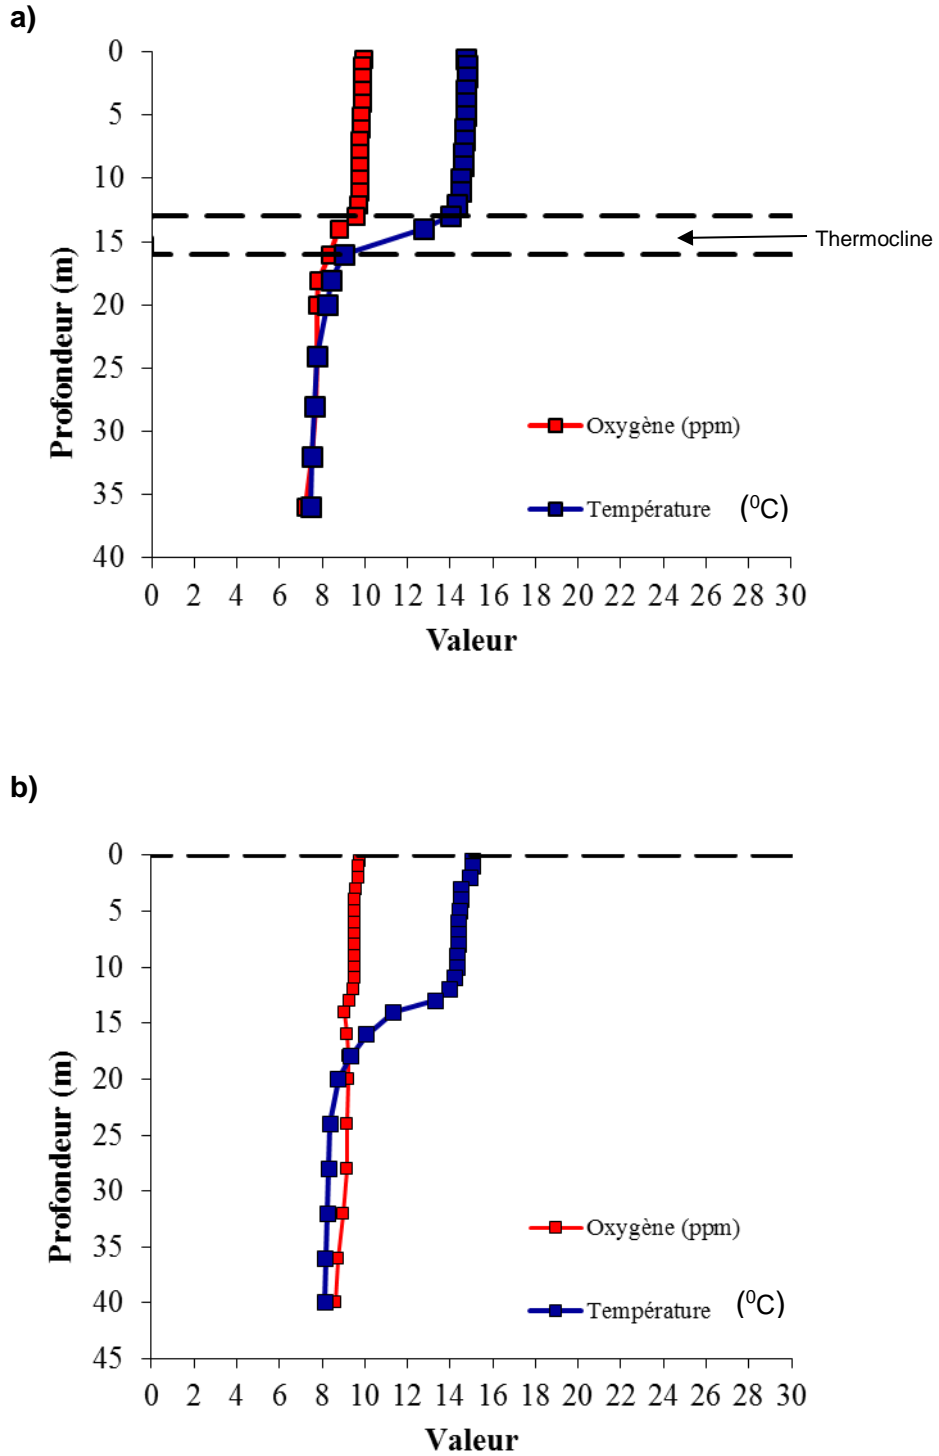 a)
0
5
10
15
20
25
30
35
40
Profondeur (m)
Thermocline
Oxygène (ppm)
Température (⁰C)
0 2 4 6 8 10 12 14 16 18 20 22 24 26 28 30
Valeur
b)
0
5
10
15
20
25
30
35
40
45
Profondeur (m)
Oxygène (ppm)
Température (⁰C)
0 2 4 6 8 10 12 14 16 18 20 22 24 26 28 30
Valeur